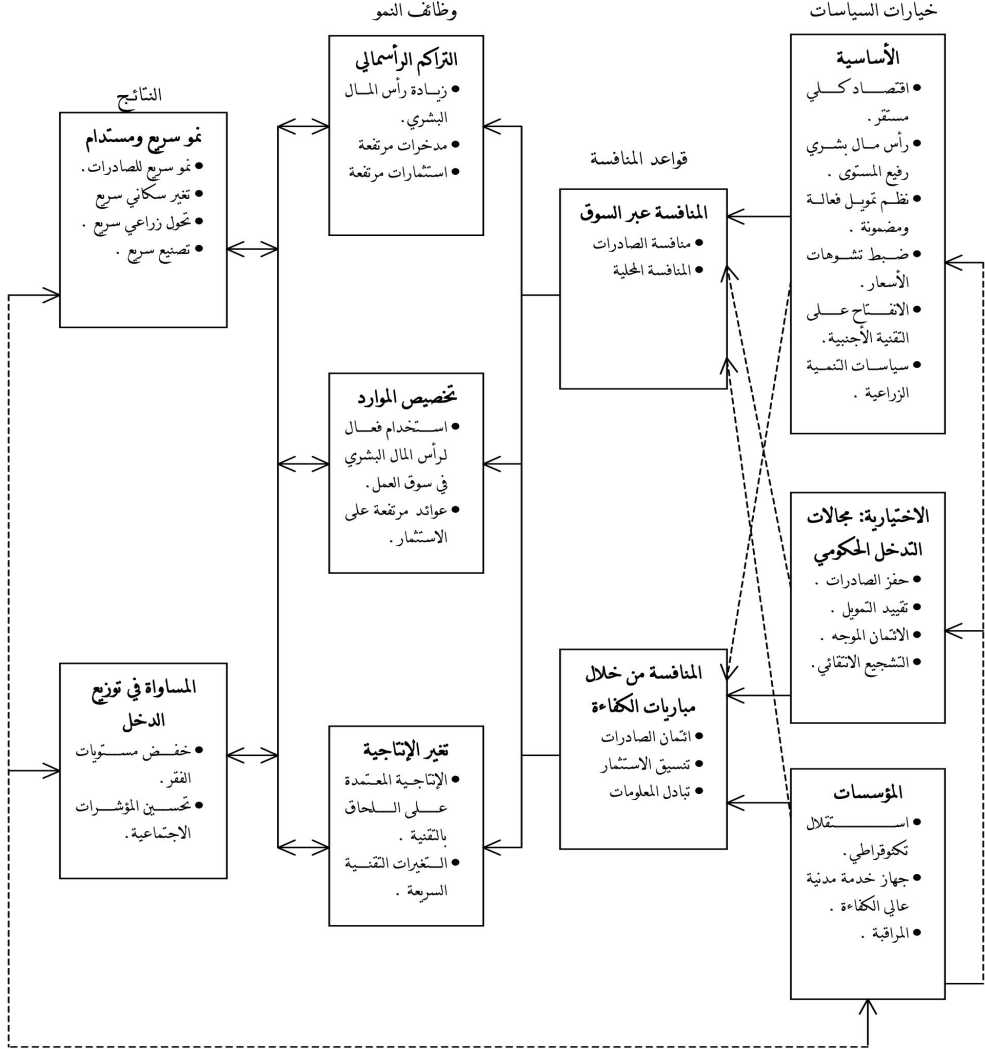 خيارات السياسات
الأساسية
• اقتصاد كلي
مستقر.
• رأس مال بشري
رفيع المستوى .
• نظم تمويل فعالة
ومضمونة .
• ضبط تشوهات
الأسعار.
• الانفتاح على
التقنية الأجنبية.
• سياسات التنمية
الزراعية .
الاختيارية: مجالات
التدخل الحكومي
• حفز الصادرات .
• تقييد التمويل .
• الائتمان الموجه .
• التشجيع الانتقائي.
المؤسسات
• استقلال
تكنوقراطي.
• جهاز خدمة مدنية
عالي الكفاءة .
• المراقبة .
قواعد المنافسة
المنافسة عبر السوق
• منافسة الصادرات
• المنافسة المحلية
المنافسة من خلال
مباريات الكفاءة
• ائتمان الصادرات
• تنسيق الاستثمار
• تبادل المعلومات
وظائف النمو
التراكم الرأسمالي
• زيادة رأس المال
البشري.
• مدخرات مرتفعة
• استثمارات مرتفعة
تخصيص الموارد
• استخدام فعال
لرأس المال البشري
في سوق العمل.
• عوائد مرتفعة على
الاستثمار.
تغير الإنتاجية
• الإنتاجية المعتمدة
على اللحاق
بالتقنية .
• التغيرات التقنية
السريعة .
النتائج
نمو سريع ومستدام
• نمو سريع للصادرات.
• تغير سكاني سريع
• تحول زراعي سريع .
• تصنيع سريع .
المساواة في توزيع
الدخل
• خفض مستويات
الفقر.
• تحسين المؤشرات
الاجتماعية.